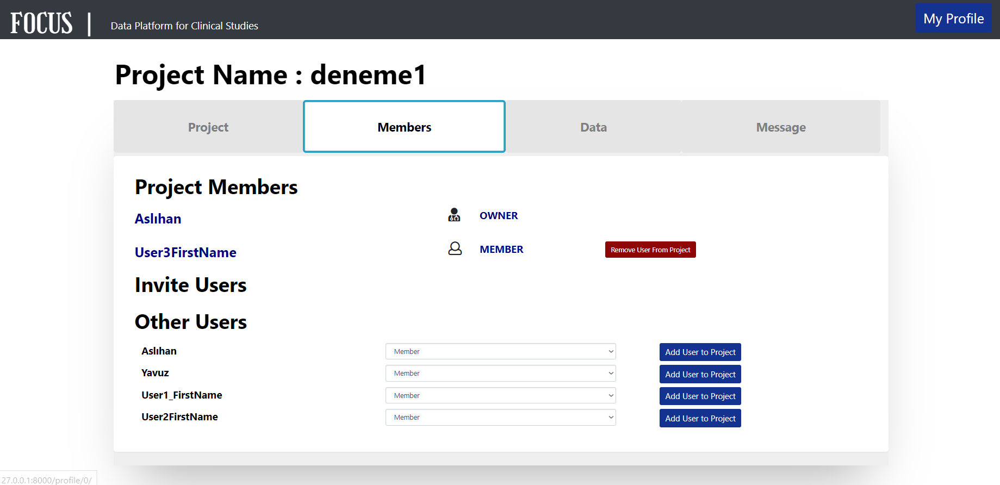 FOCUS | Data Platform for Clinical Studies My Profile
Project Name : deneme1
Project Members Data Message
Project Members
Aslıhan OWNER
User3FirstName MEMBER Remove User From Project
Invite Users
Other Users
Aslıhan Member Add User to Project
Yavuz Member Add User to Project
User1_FirstName Member Add User to Project
User2FirstName Member Add User to Project
27.0.0.1:8000/profile/0/